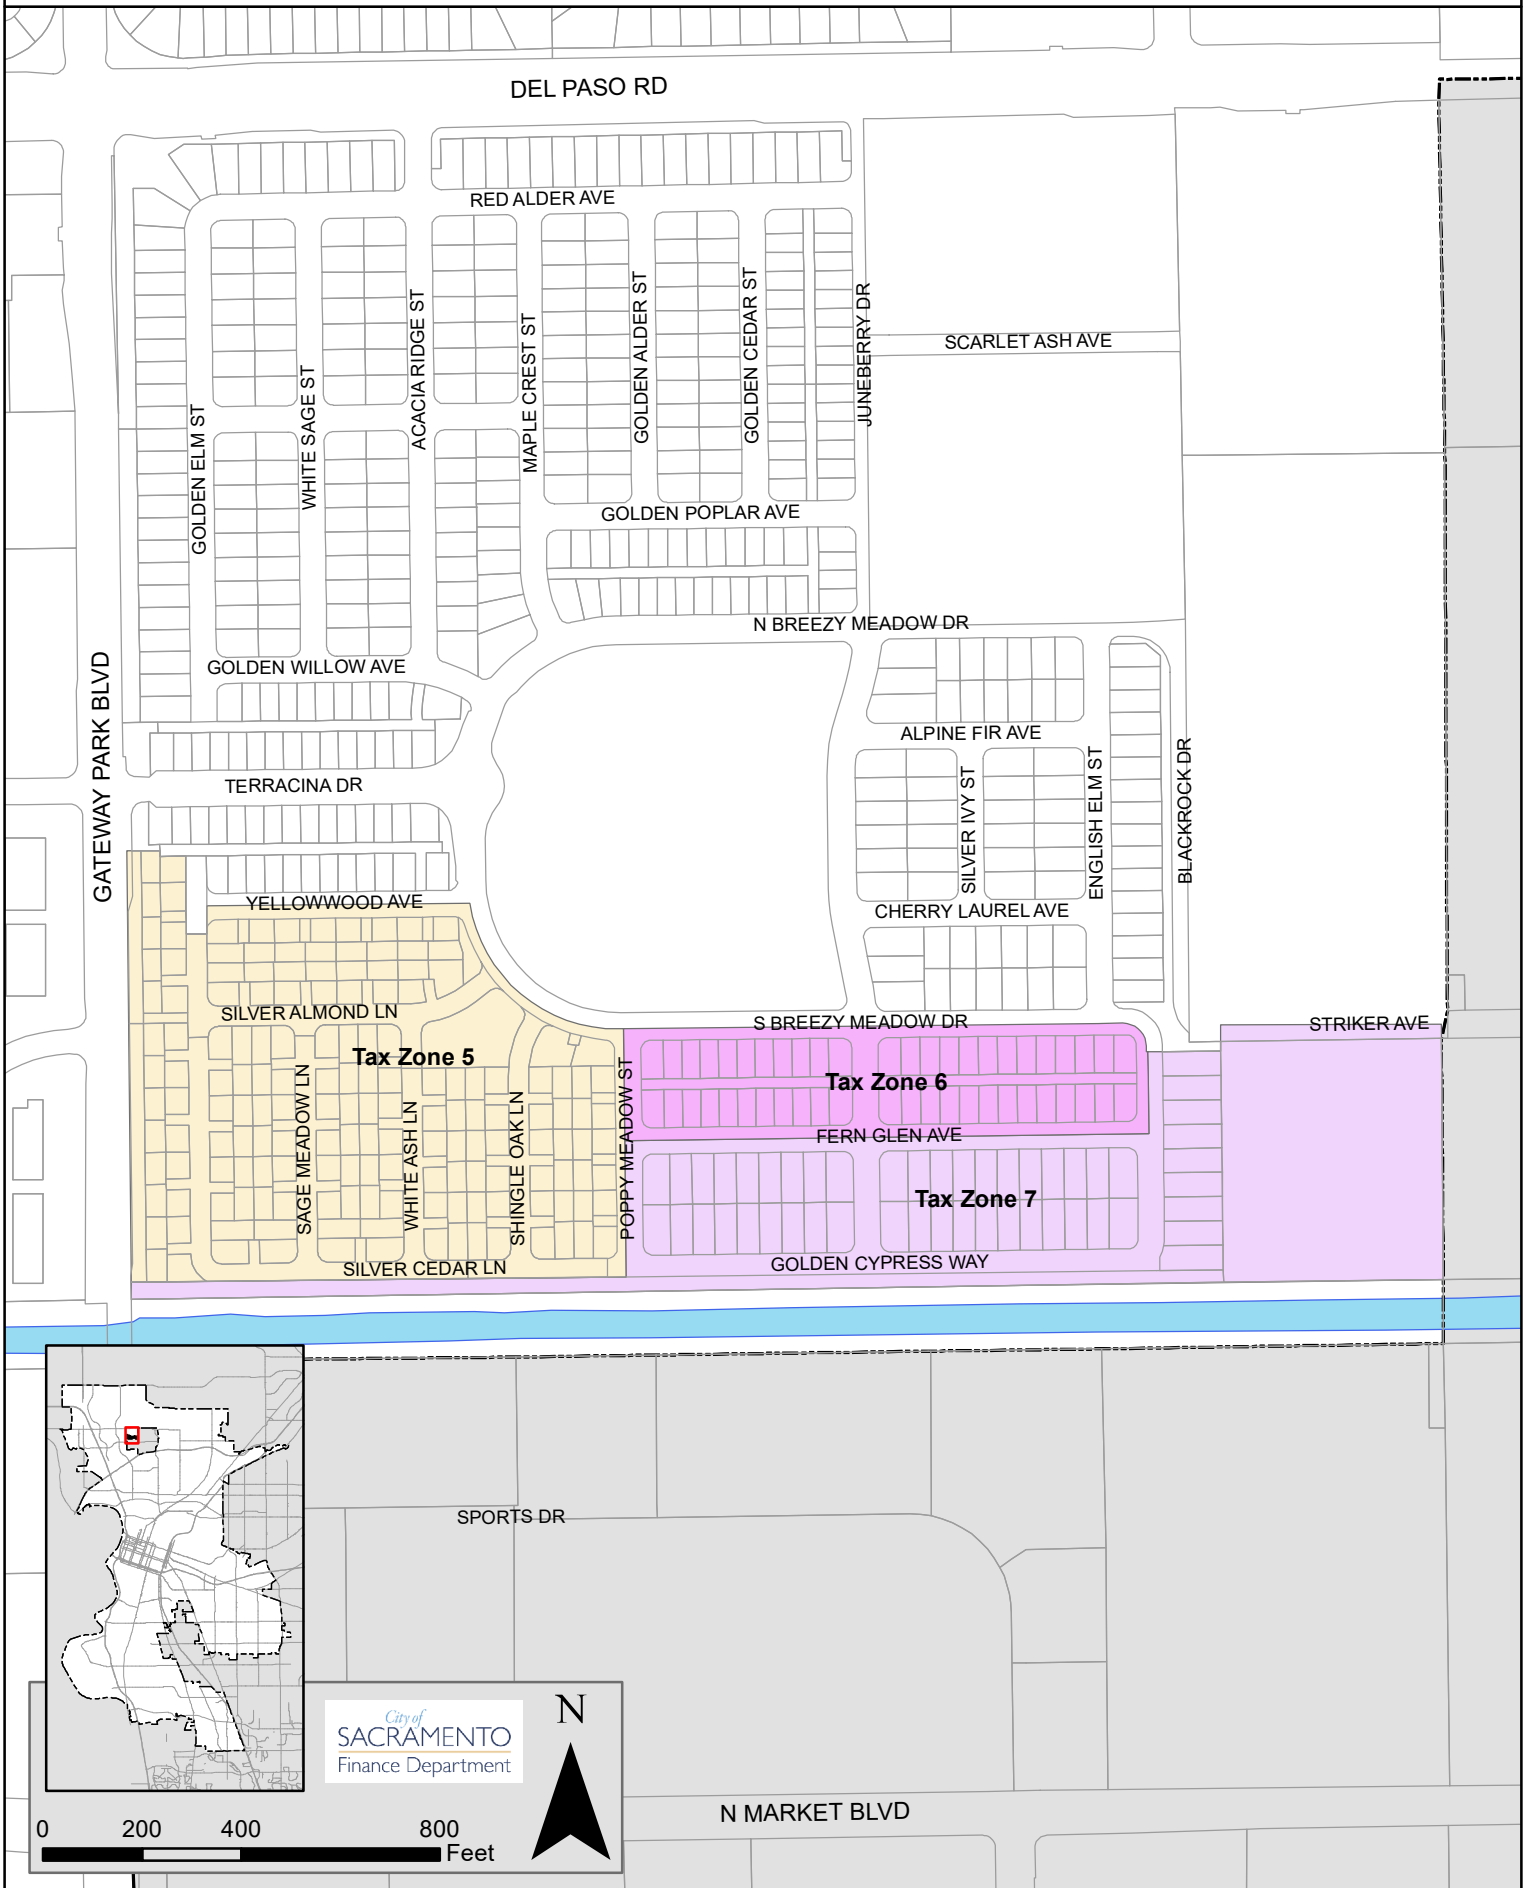 DEL PASO RD
RED ALDER AVE
GOLDEN ELM ST
WHITE SAGE ST
ACACIA RIDGE ST
MAPLE CREST ST
GOLDEN ALDER ST
GOLDEN CEDAR ST
JUNEBERRY DR
SCARLET ASH AVE
GOLDEN POPLAR AVE
N BREEZY MEADOW DR
GOLDEN WILLOW AVE
GATEWAY PARK BLVD
ALPINE FIR AVE
TERRACINA DR
SILVER IVY ST
ENGLISH ELM ST
BLACKROCK DR
YELLOWWOOD AVE
CHERRY LAUREL AVE
SILVER ALMOND LN
S BREEZY MEADOW DR
STRIKER AVE
Tax Zone 5
Tax Zone 6
SAGE MEADOW LN
WHITE ASH LN
SHINGLE OAK LN
POPPY MEADOW ST
FERN GLEN AVE
Tax Zone 7
SILVER CEDAR LN
GOLDEN CYPRESS WAY
SPORTS DR
City of
SACRAMENTO
Finance Department
N
N MARKET BLVD
0 200 400 800
Feet